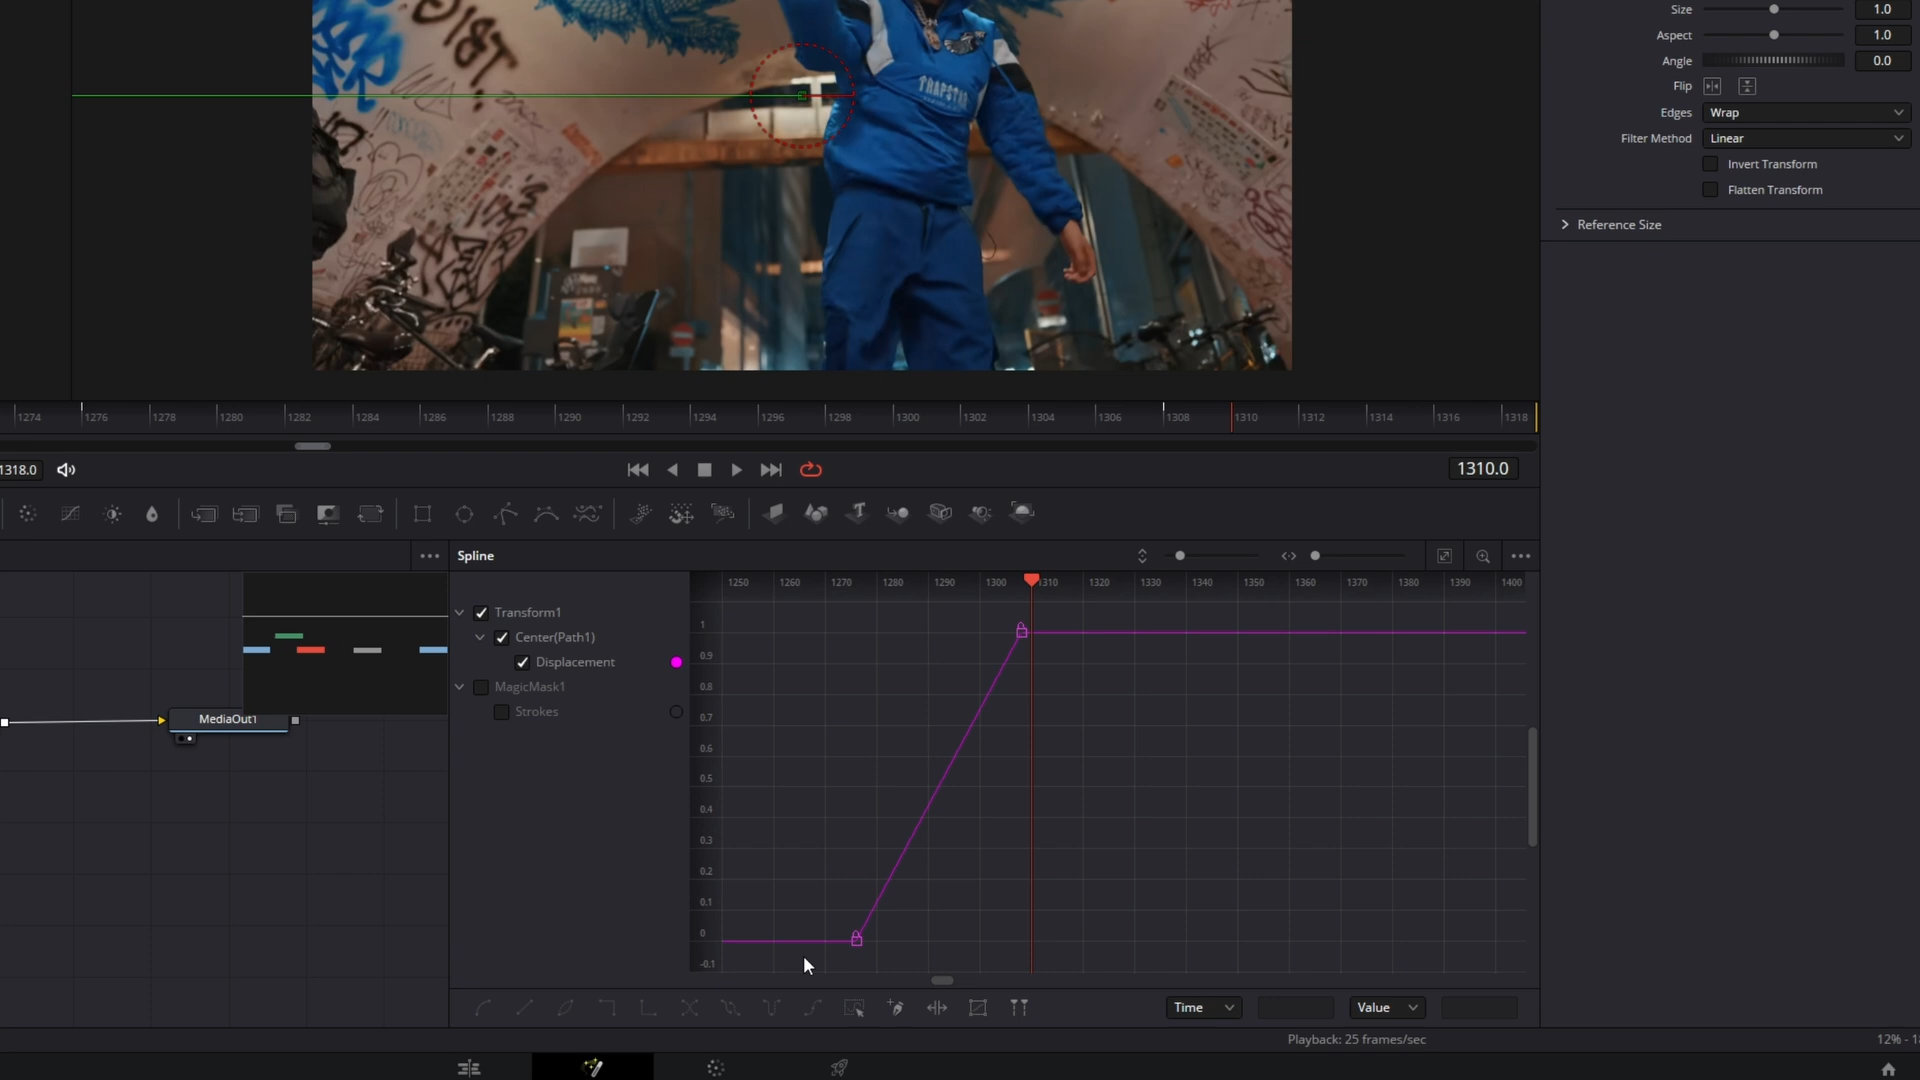 Size 1.0
Aspect 1.0
Angle 0.0
Flip
Edges Wrap
Filter Method Linear
Invert Transform
Flatten Transform
Reference Size
TRAPSTAR
1274 1276 1278 1280 1282 1284 1286 1288 1290 1292 1294 1296 1298 1300 1302 1304 1306 1308 1310 1312 1314 1316 1318
1318.0
1310.0
Spline
1250 1260 1270 1280 1290 1300 1310 1320 1330 1340 1350 1360 1370 1380 1390 1400
Transform1
Center(Path1)
Displacement
MagicMask1
Strokes
MediaOut1
1
0.9
0.8
0.7
0.6
0.5
0.4
0.3
0.2
0.1
0
-0.1
Time
Value
Playback: 25 frames/sec
12% - 1